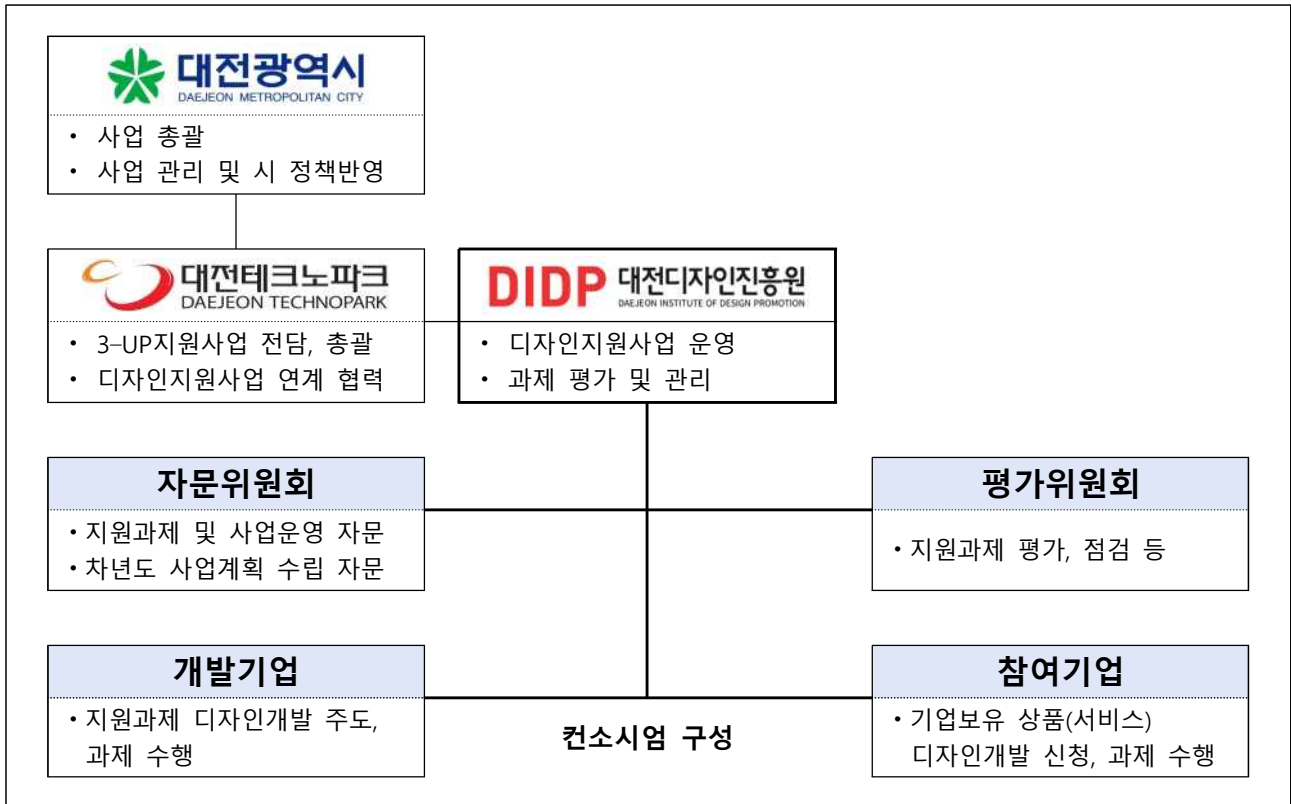 대전광역시
DAEJEON METROPOLITAN CITY
• 사업 총괄
• 사업 관리 및 시 정책반영
대전테크노파크
DAEJEON TECHNOPARK
• 3-UP지원사업 전담, 총괄
• 디자인지원사업 연계 협력
DIDP 대전디자인진흥원
DAEJEON INSTITUTE OF DESIGN PROMOTION
• 디자인지원사업 운영
• 과제 평가 및 관리
자문위원회
• 지원과제 및 사업운영 자문
• 차년도 사업계획 수립 자문
평가위원회
• 지원과제 평가, 점검 등
개발기업
• 지원과제 디자인개발 주도,
과제 수행
컨소시엄 구성
참여기업
• 기업보유 상품(서비스)
디자인개발 신청, 과제 수행